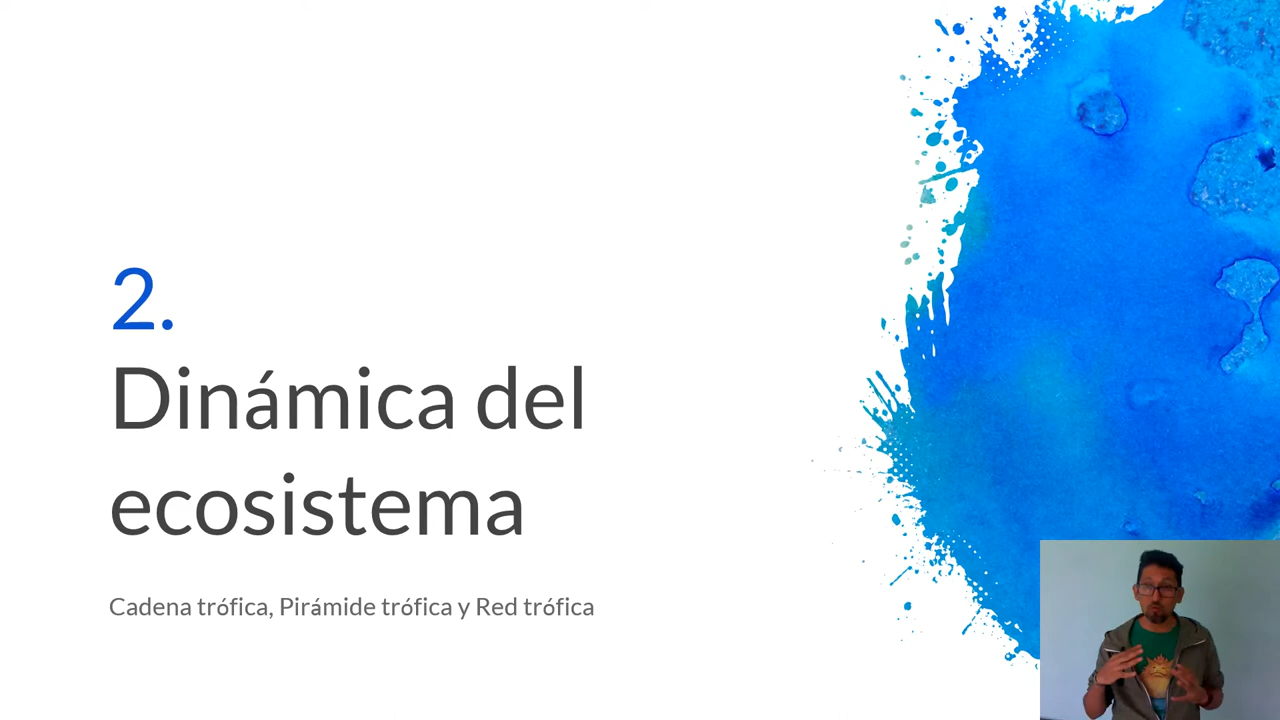 2.
Dinámica del
ecosistema
Cadena trófica, Pirámide trófica y Red trófica